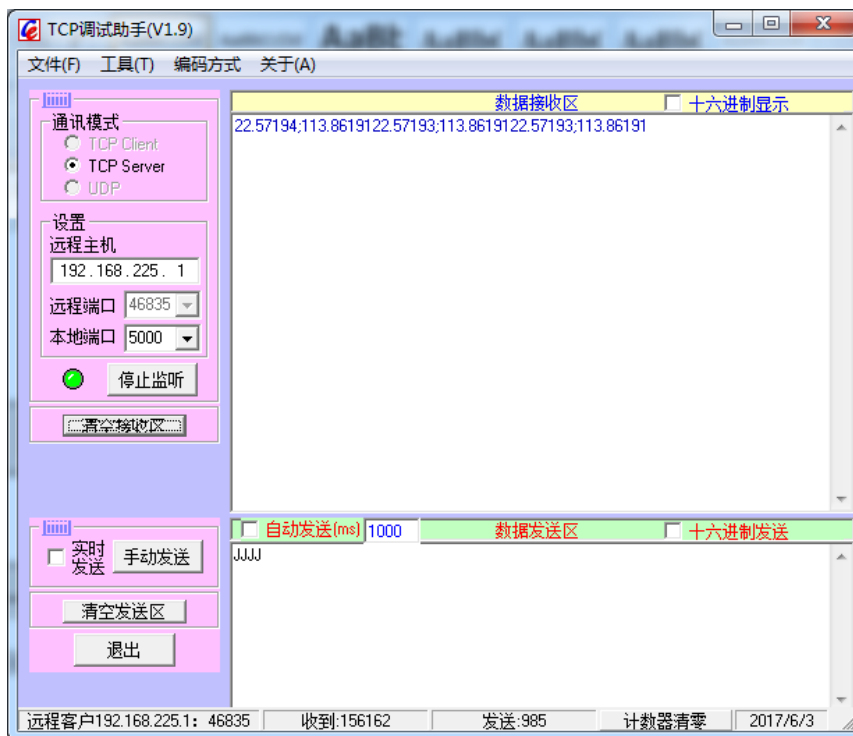 TCP调试助手(V1.9)
文件(F) 工具(T) 编码方式 关于(A)
通讯模式
TCP Client
TCP Server
UDP
设置
远程主机
192.168.225. 1
远程端口 46835
本地端口 5000
停止监听
清空接收区
数据接收区 十六进制显示
22.57194;113.8619122.57193;113.8619122.57193;113.86191
实时发送 手动发送
清空发送区
退出
自动发送(ms) 1000 数据发送区 十六进制发送
JJJJ
远程客户192.168.225.1: 46835 收到:156162 发送:985 计数器清零 2017/6/3